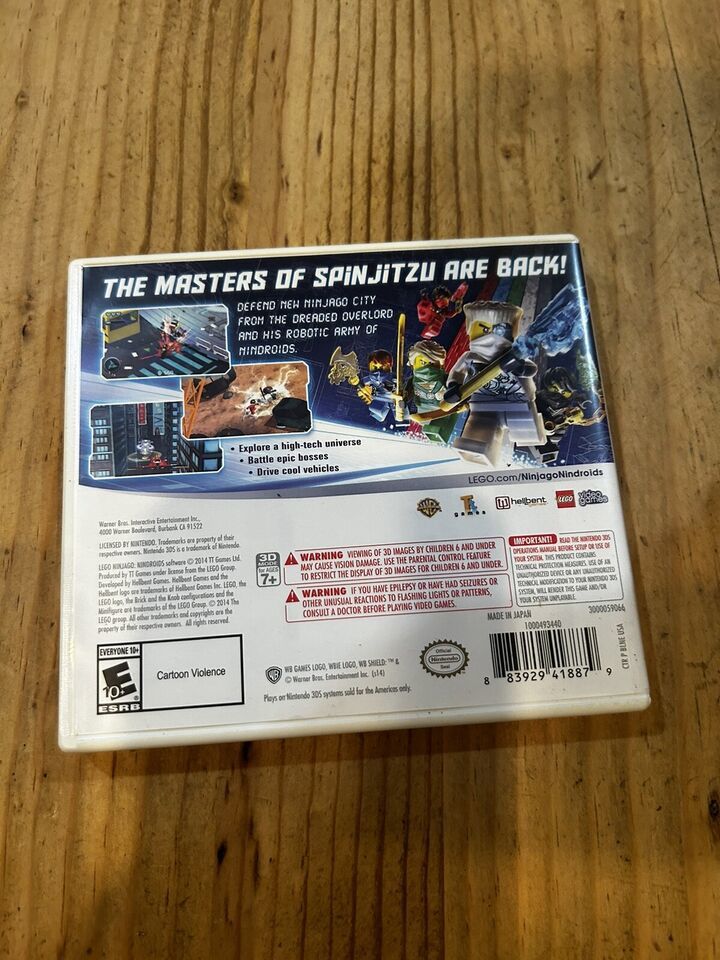 THE MASTERS OF SPINJITZU ARE BACK!
DEFEND NEW NINJAGO CITY
FROM THE DREADED OVERLORD
AND HIS ROBOTIC ARMY OF
NINDROIDS.
• Explore a high-tech universe
• Battle epic bosses
• Drive cool vehicles
LEGO.com/NinjagoNindroids
WB
TT games
hellbent
LEGO
video games
Warner Bros. Interactive Entertainment Inc.,
4000 Warner Boulevard, Burbank CA 91522
LICENSED BY NINTENDO. Trademarks are property of their
respective owners. Nintendo 3DS is a trademark of Nintendo.
LEGO NINJAGO: NINDROIDS software © 2014 TT Games Ltd.
Produced by TT Games under license from the LEGO Group.
Developed by Hellbent Games. Hellbent Games and the
Hellbent logo are trademarks of Hellbent Games Inc. LEGO, the
LEGO logo, the Brick and the Knob configurations and the
Minifigure are trademarks of the LEGO Group. © 2014 The
LEGO Group. All other trademarks and copyrights are the
property of their respective owners. All rights reserved.
3D
MODE
for AGES
7+
WARNING VIEWING OF 3D IMAGES BY CHILDREN 6 AND UNDER
MAY CAUSE VISION DAMAGE. USE THE PARENTAL CONTROL FEATURE
TO RESTRICT THE DISPLAY OF 3D IMAGES FOR CHILDREN 6 AND UNDER.
WARNING IF YOU HAVE EPILEPSY OR HAVE HAD SEIZURES OR
OTHER UNUSUAL REACTIONS TO FLASHING LIGHTS OR PATTERNS,
CONSULT A DOCTOR BEFORE PLAYING VIDEO GAMES.
IMPORTANT! READ THE NINTENDO 3DS
OPERATIONS MANUAL BEFORE SETUP OR USE OF
YOUR SYSTEM. THIS PRODUCT CONTAINS
TECHNICAL PROTECTION MEASURES. USE OF AN
UNAUTHORIZED DEVICE OR ANY UNAUTHORIZED
TECHNICAL MODIFICATION TO YOUR NINTENDO 3DS
SYSTEM, WILL RENDER THIS GAME AND/OR
YOUR SYSTEM UNPLAYABLE.
MADE IN JAPAN
3000059066
1000493440
8 83929 41887 9
CTR P BLNE USA
EVERYONE 10+
E
10+
ESRB
Cartoon Violence
WB GAMES LOGO, WBIE LOGO, WB SHIELD: ™ &
© Warner Bros. Entertainment Inc. (s14)
Plays on Nintendo 3DS systems sold for the Americas only.
Official
Nintendo
Seal